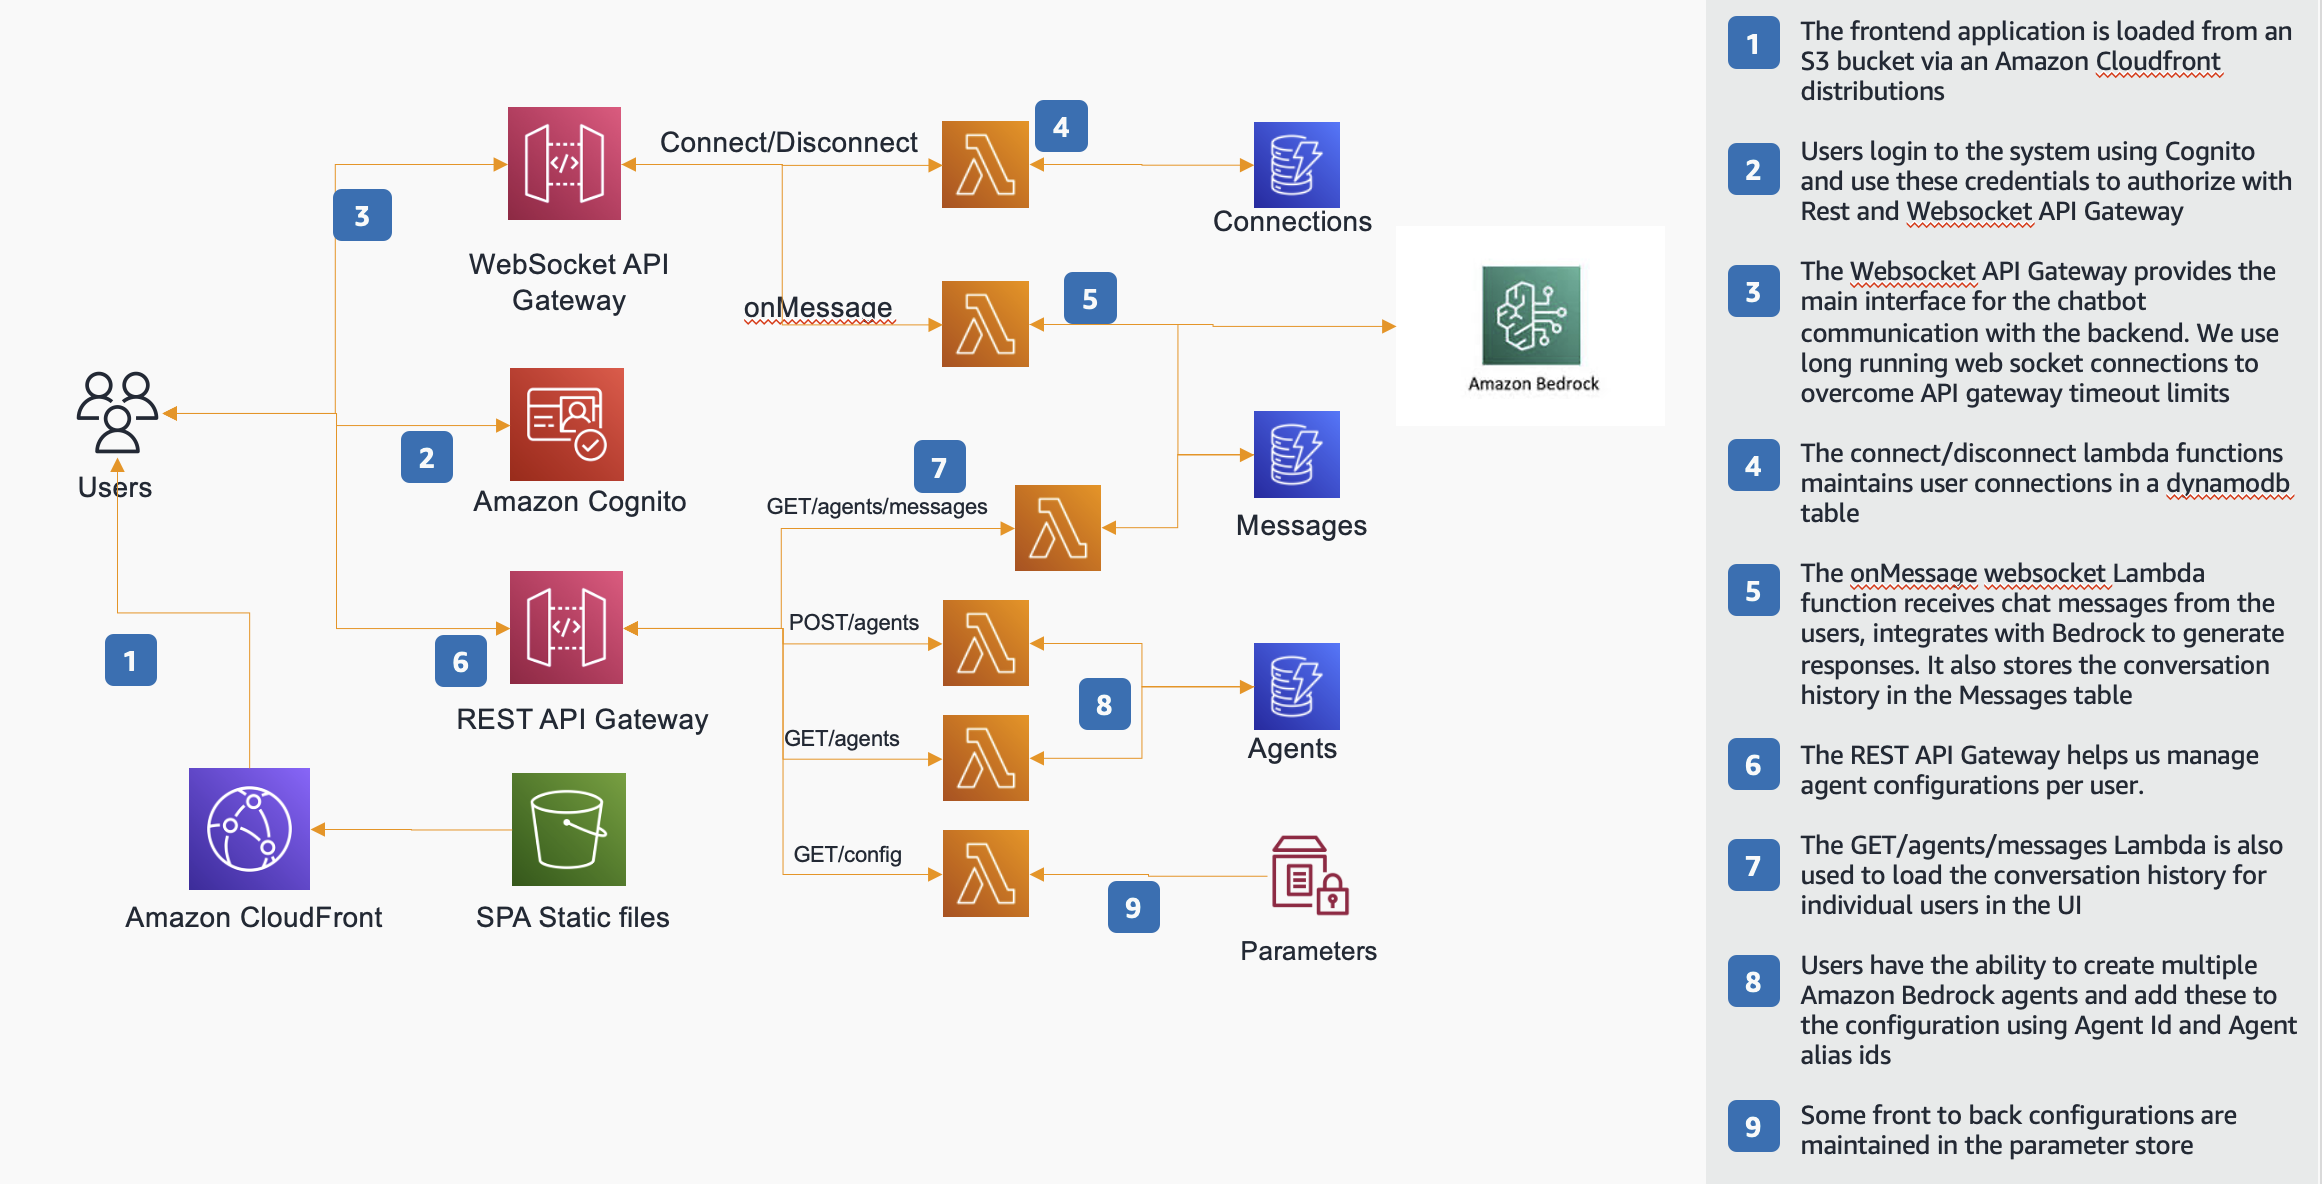 Connect/Disconnect
4
3
WebSocket API
Gateway
Connections
onMessage
5
Amazon Bedrock
Users
2
Amazon Cognito
7
GET/agents/messages
Messages
1
6
REST API Gateway
POST/agents
8
GET/agents
Agents
GET/config
9
Amazon CloudFront
SPA Static files
Parameters
1
The frontend application is loaded from an
S3 bucket via an Amazon Cloudfront
distributions
2
Users login to the system using Cognito
and use these credentials to authorize with
Rest and Websocket API Gateway
3
The Websocket API Gateway provides the
main interface for the chatbot
communication with the backend. We use
long running web socket connections to
overcome API gateway timeout limits
4
The connect/disconnect lambda functions
maintains user connections in a dynamodb
table
5
The onMessage websocket Lambda
function receives chat messages from the
users, integrates with Bedrock to generate
responses. It also stores the conversation
history in the Messages table
6
The REST API Gateway helps us manage
agent configurations per user.
7
The GET/agents/messages Lambda is also
used to load the conversation history for
individual users in the UI
8
Users have the ability to create multiple
Amazon Bedrock agents and add these to
the configuration using Agent Id and Agent
alias ids
9
Some front to back configurations are
maintained in the parameter store